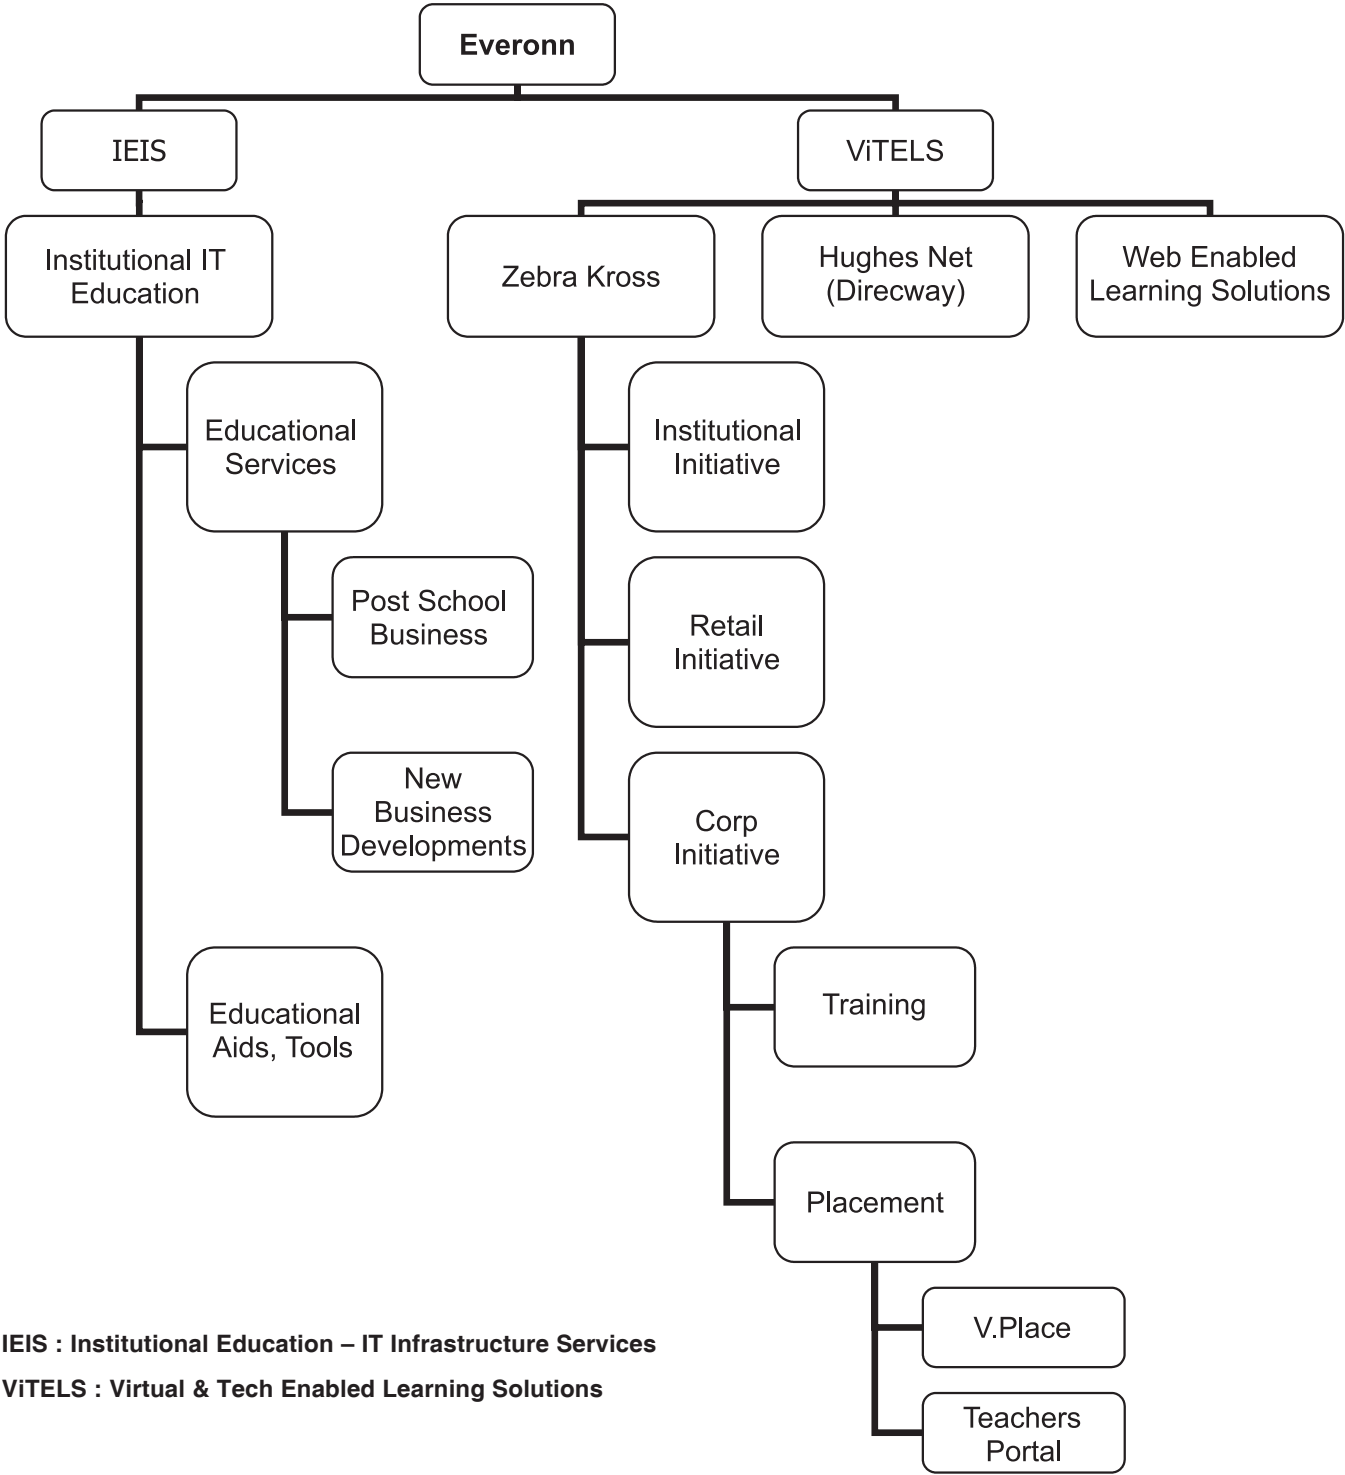 Everonn
IEIS
ViTELS
Institutional IT
Education
Zebra Kross
Hughes Net
(Direcway)
Web Enabled
Learning Solutions
Educational
Services
Institutional
Initiative
Post School
Business
Retail
Initiative
New
Business
Developments
Corp
Initiative
Educational
Aids, Tools
Training
Placement
V.Place
Teachers
Portal
IEIS : Institutional Education – IT Infrastructure Services
ViTELS : Virtual & Tech Enabled Learning Solutions